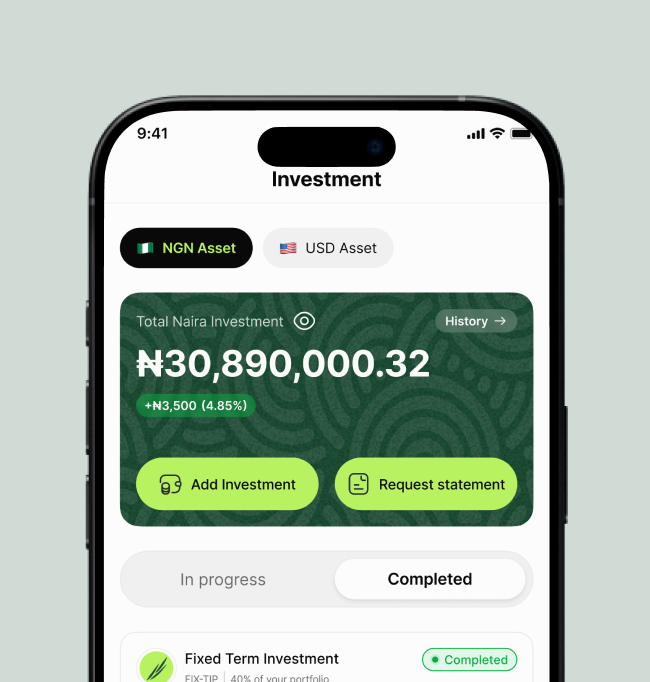 9:41
Investment
NGN Asset
USD Asset
Total Naira Investment
History →
₦30,890,000.32
+₦3,500 (4.85%)
Add Investment
Request statement
In progress
Completed
Fixed Term Investment
Completed
FIX-TIP | 40% of your portfolio